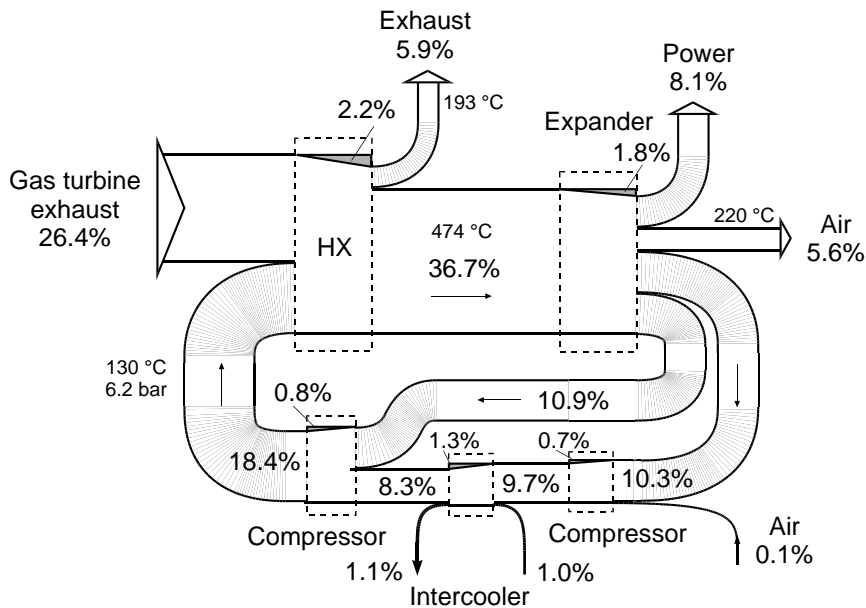 Exhaust
5.9%
Power
8.1%
193 °C
2.2%
Expander
1.8%
Gas turbine
exhaust
26.4%
220 °C
Air
5.6%
474 °C
HX
36.7%
130 °C
6.2 bar
0.8%
10.9%
1.3%
0.7%
18.4%
8.3%
9.7%
10.3%
Compressor
Compressor
Air
0.1%
1.1%
1.0%
Intercooler